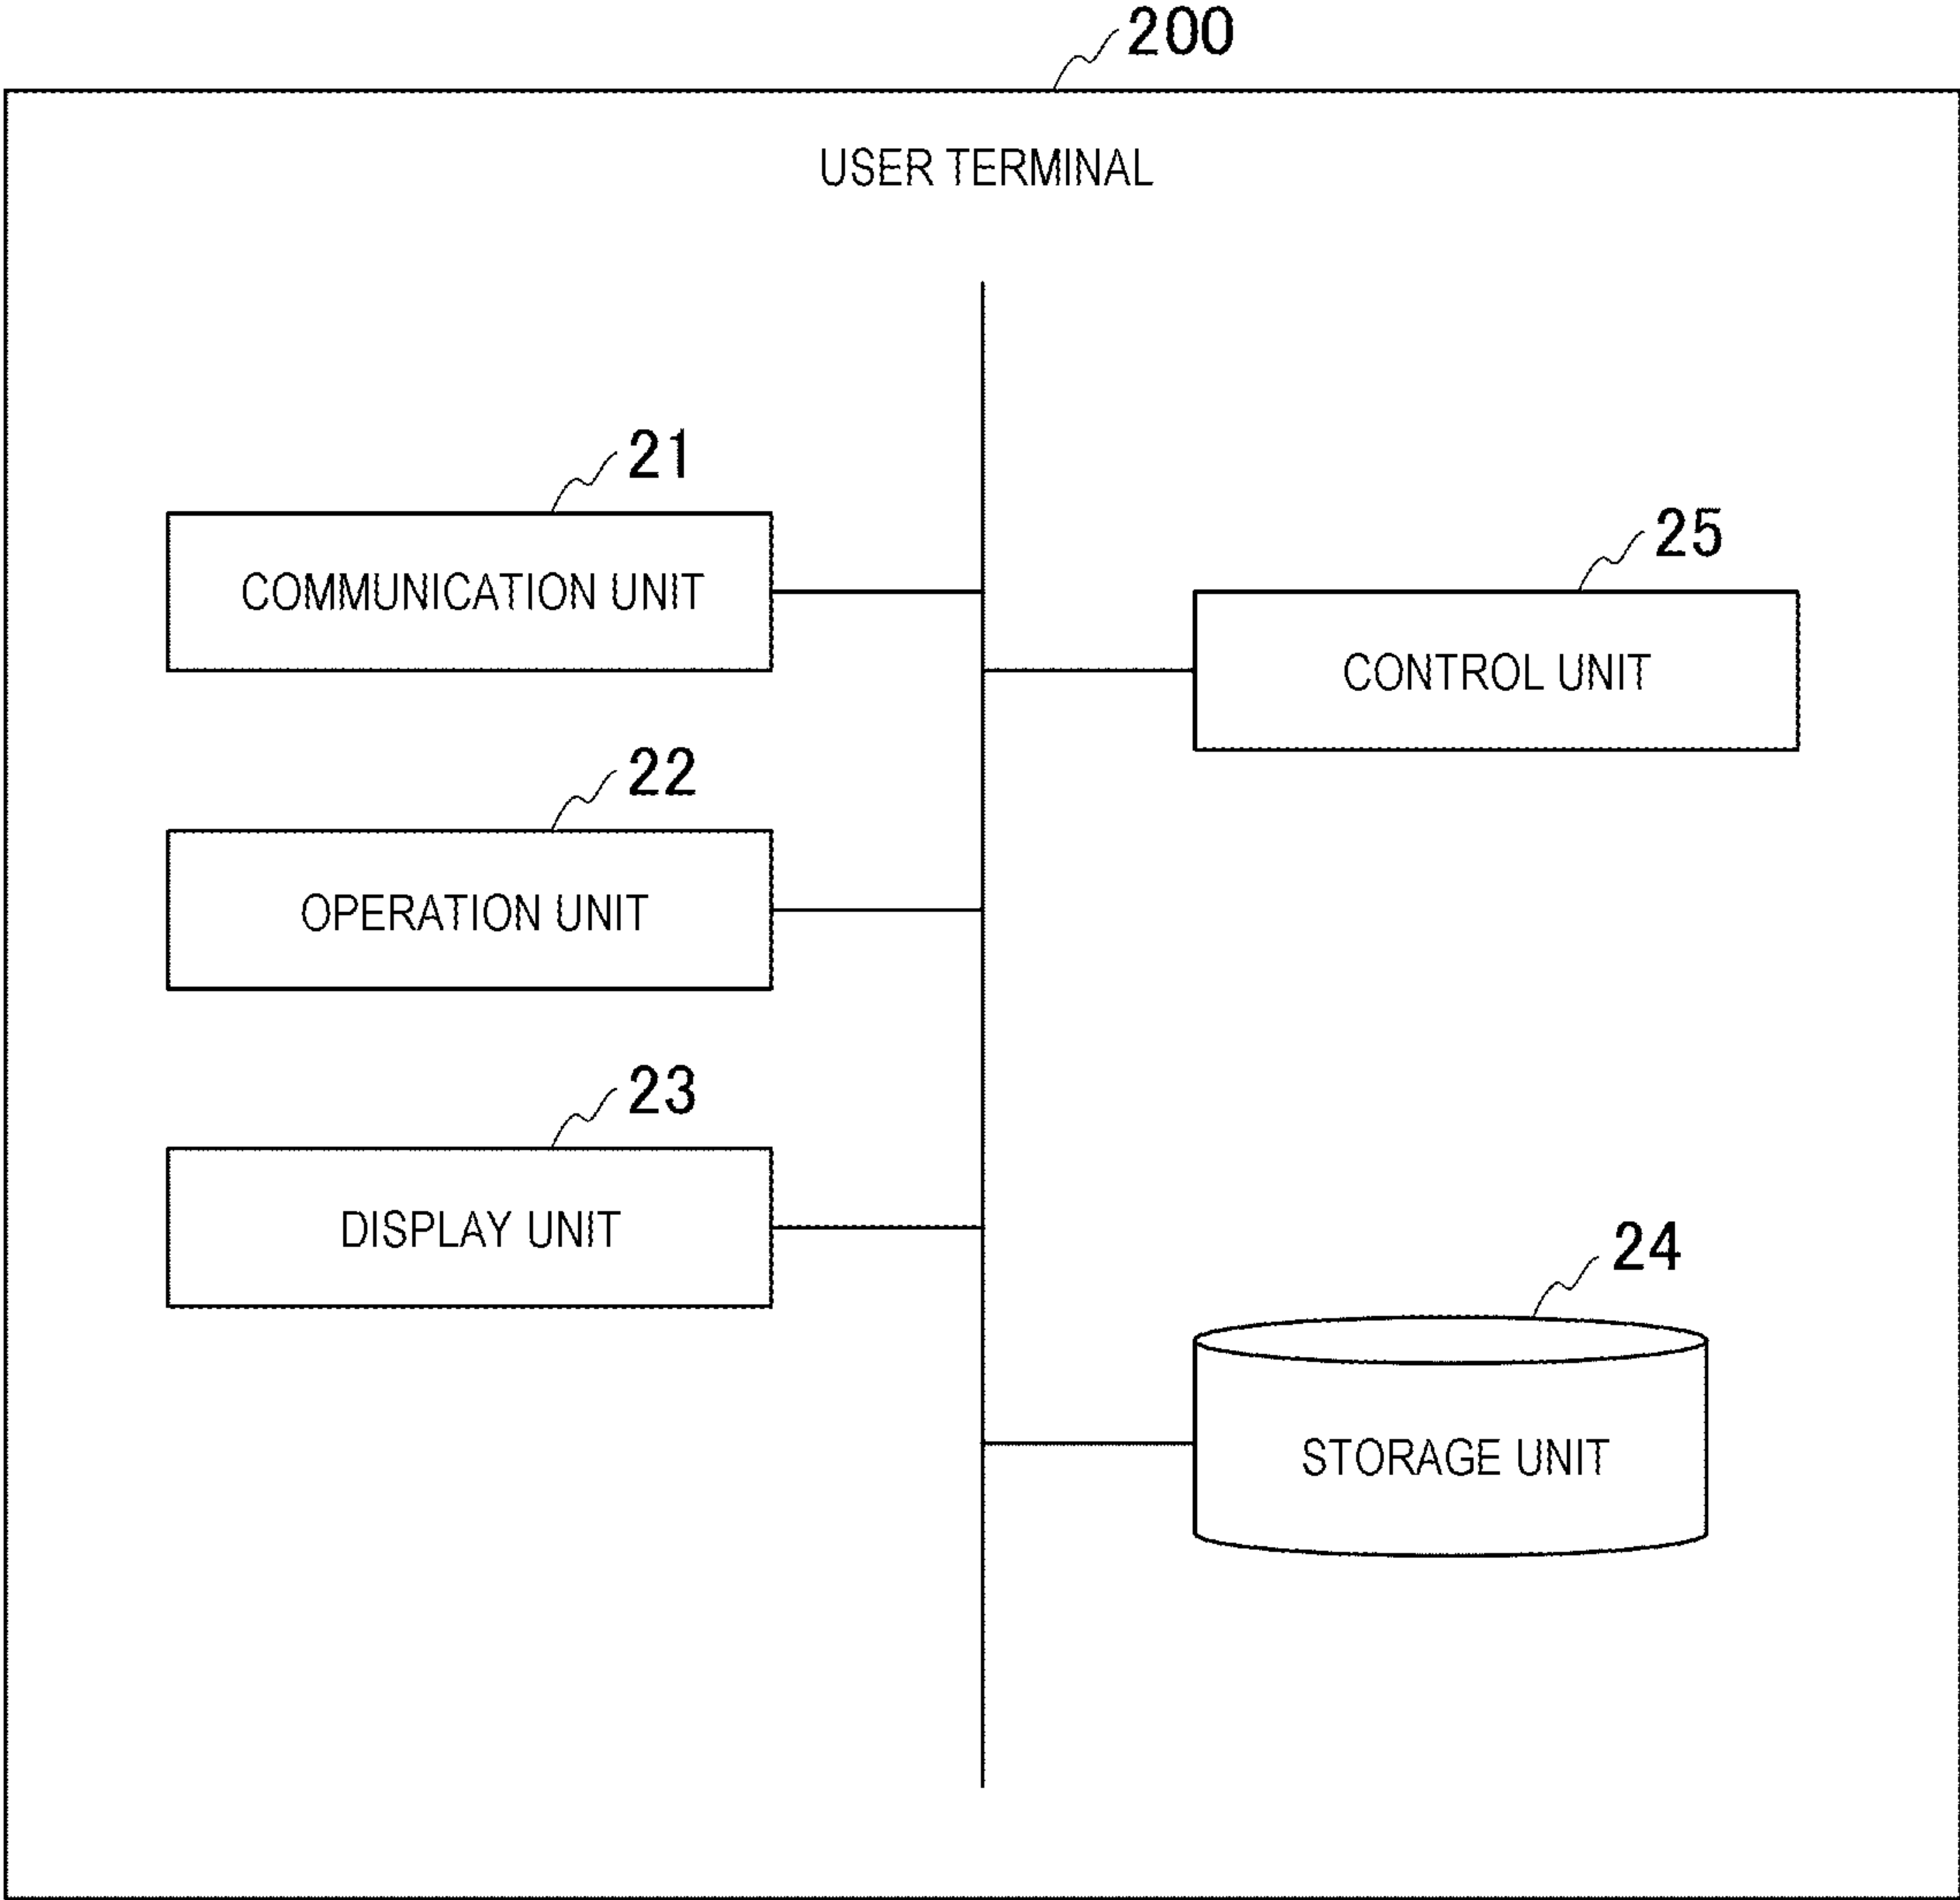 200
USER TERMINAL
21
COMMUNICATION UNIT
25
CONTROL UNIT
22
OPERATION UNIT
23
DISPLAY UNIT
24
STORAGE UNIT